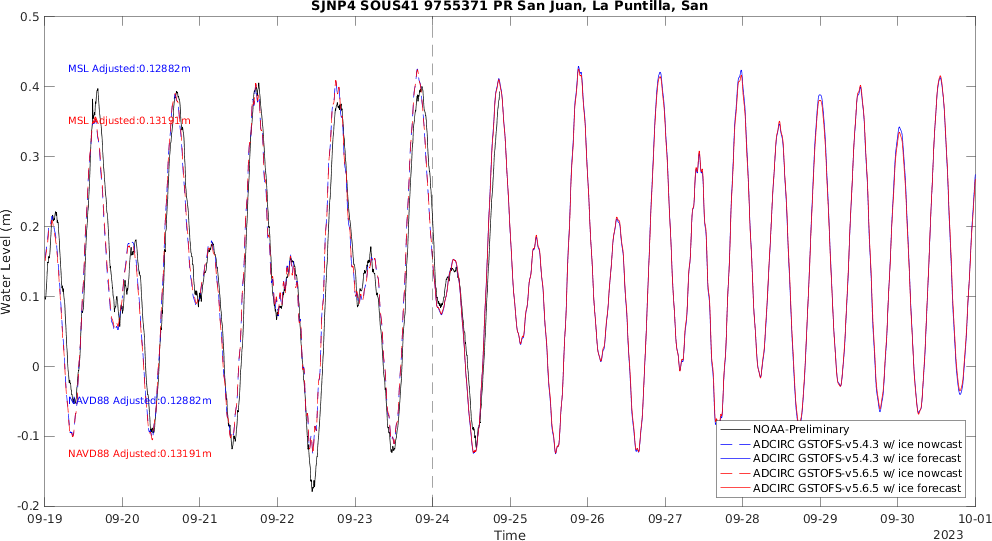 SJNP4 SOUS41 9755371 PR San Juan, La Puntilla, San
Water Level (m)
0.5
0.4
0.3
0.2
0.1
0
-0.1
-0.2
MSL Adjusted:0.12882m
MSL Adjusted:0.13191m
NAVD88 Adjusted:0.12882m
NAVD88 Adjusted:0.13191m
NOAA-Preliminary
ADCIRC GSTOFS-v5.4.3 w/ ice nowcast
ADCIRC GSTOFS-v5.4.3 w/ ice forecast
ADCIRC GSTOFS-v5.6.5 w/ ice nowcast
ADCIRC GSTOFS-v5.6.5 w/ ice forecast
09-19 09-20 09-21 09-22 09-23 09-24 09-25 09-26 09-27 09-28 09-29 09-30 10-01
Time
2023